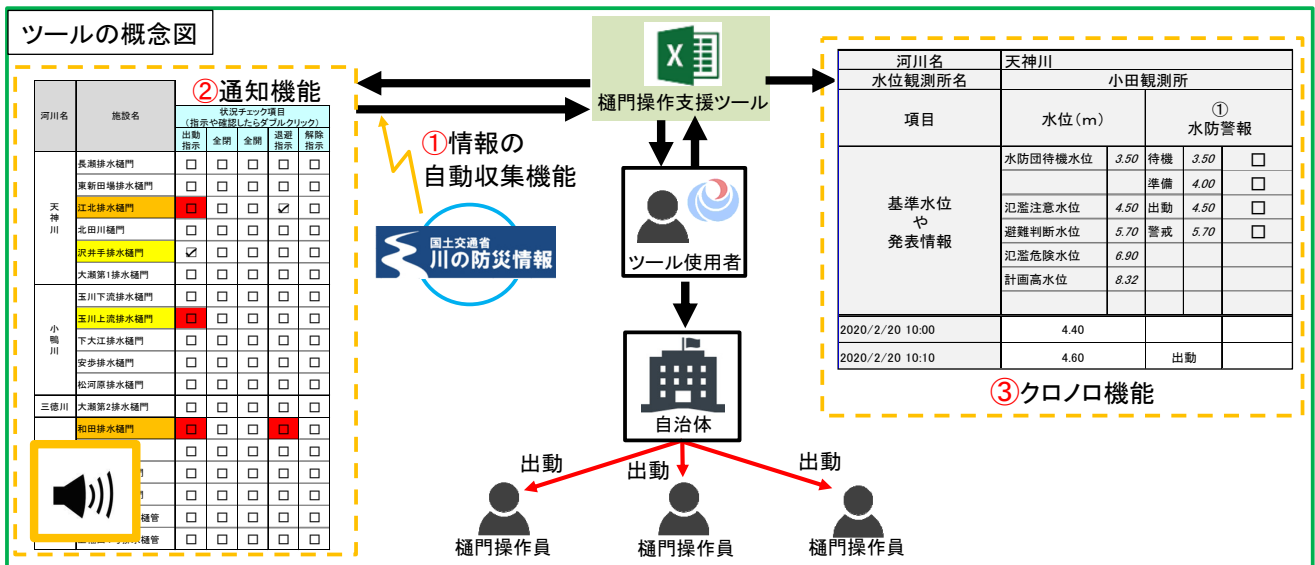 ツールの概念図
②通知機能
河川名 施設名 状況チェック項目
(指示や確認したらダブルクリック)
出動指示 全閉 全開 退避指示 解除指示
天神川
長瀬排水樋門
東新田場排水樋門
江北排水樋門
北田川樋門
沢井手排水樋門
大瀬第1排水樋門
小鴨川
玉川下流排水樋門
玉川上流排水樋門
下大江排水樋門
安歩排水樋門
松河原排水樋門
三徳川 大瀬第2排水樋門
和田排水樋門
樋管
樋管
①情報の
自動収集機能
国土交通省
川の防災情報
樋門操作支援ツール
ツール使用者
自治体
出動 出動 出動
樋門操作員 樋門操作員 樋門操作員
河川名 天神川
水位観測所名 小田観測所
項目 水位(m) ①
水防警報
基準水位
や
発表情報
水防団待機水位 3.50 待機 3.50
準備 4.00
氾濫注意水位 4.50 出動 4.50
避難判断水位 5.70 警戒 5.70
氾濫危険水位 6.90
計画高水位 8.32
2020/2/20 10:00 4.40
2020/2/20 10:10 4.60 出動
③クロノロ機能